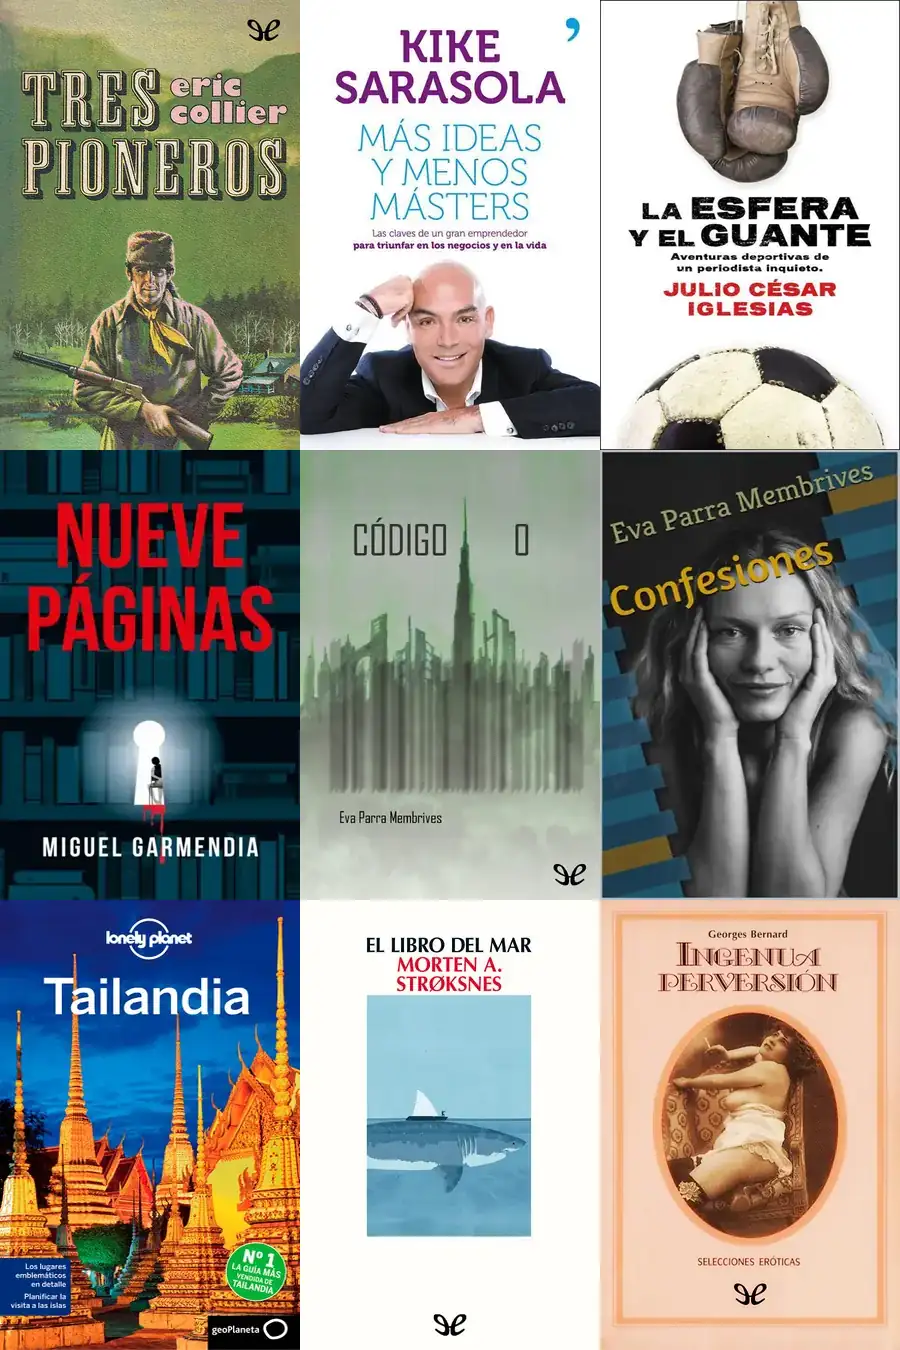 TRES
eric
collier
PIONEROS
KIKE
SARASOLA
MÁS IDEAS
Y MENOS
MÁSTERS
Las claves de un gran emprendedor
para triunfar en los negocios y en la vida
LA ESFERA
Y EL GUANTE
Aventuras deportivas de
un periodista inquieto.
JULIO CÉSAR
IGLESIAS
NUEVE
PÁGINAS
MIGUEL GARMENDIA
CÓDIGO O
Eva Parra Membrives
Eva Parra Membrives
Confesiones
lonely planet
Tailandia
Los lugares
emblemáticos
en detalle
Planificar la
visita a las islas
Nº 1
LA GUÍA MÁS
VENDIDA DE
TAILANDIA
geoPlaneta
EL LIBRO DEL MAR
MORTEN A.
STRØKSNES
Georges Bernard
INGENUA
PERVERSIÓN
SELECCIONES ERÓTICAS